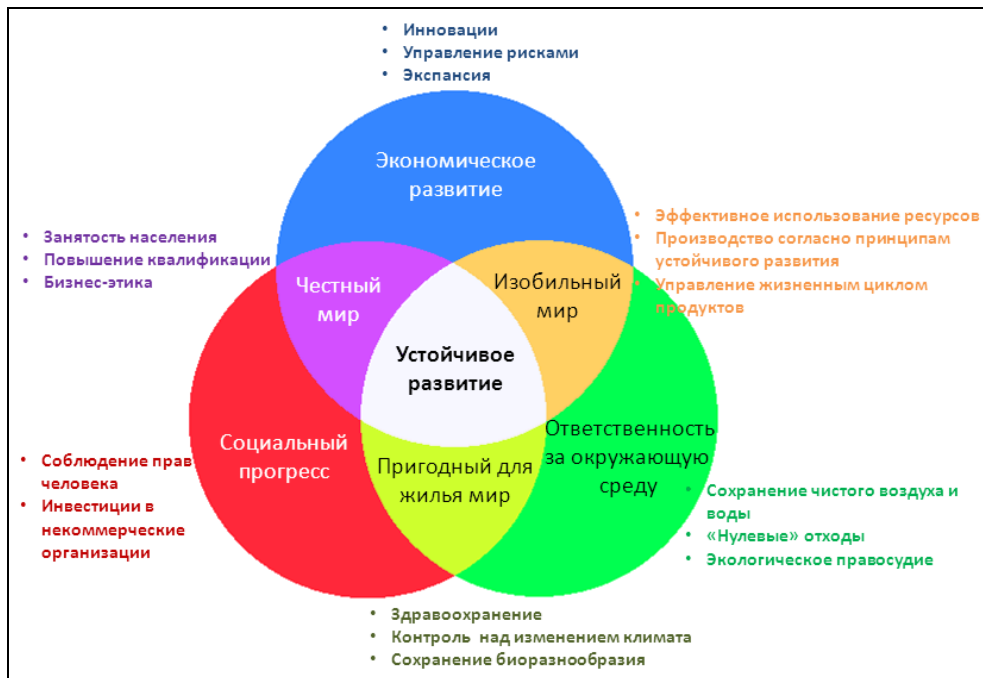 • Инновации
• Управление рисками
• Экспансия
Экономическое
развитие
• Занятость населения
• Повышение квалификации
• Бизнес-этика
• Эффективное использование ресурсов
• Производство согласно принципам
устойчивого развития
• Управление жизненным циклом
продуктов
Честный
мир
Изобильный
мир
Устойчивое
развитие
Социальный
прогресс
Пригодный для
жилья мир
Ответственность
за окружающую
среду
• Соблюдение прав
человека
• Инвестиции в
некоммерческие
организации
• Сохранение чистого воздуха и
воды
• «Нулевые» отходы
• Экологическое правосудие
• Здравоохранение
• Контроль над изменением климата
• Сохранение биоразнообразия